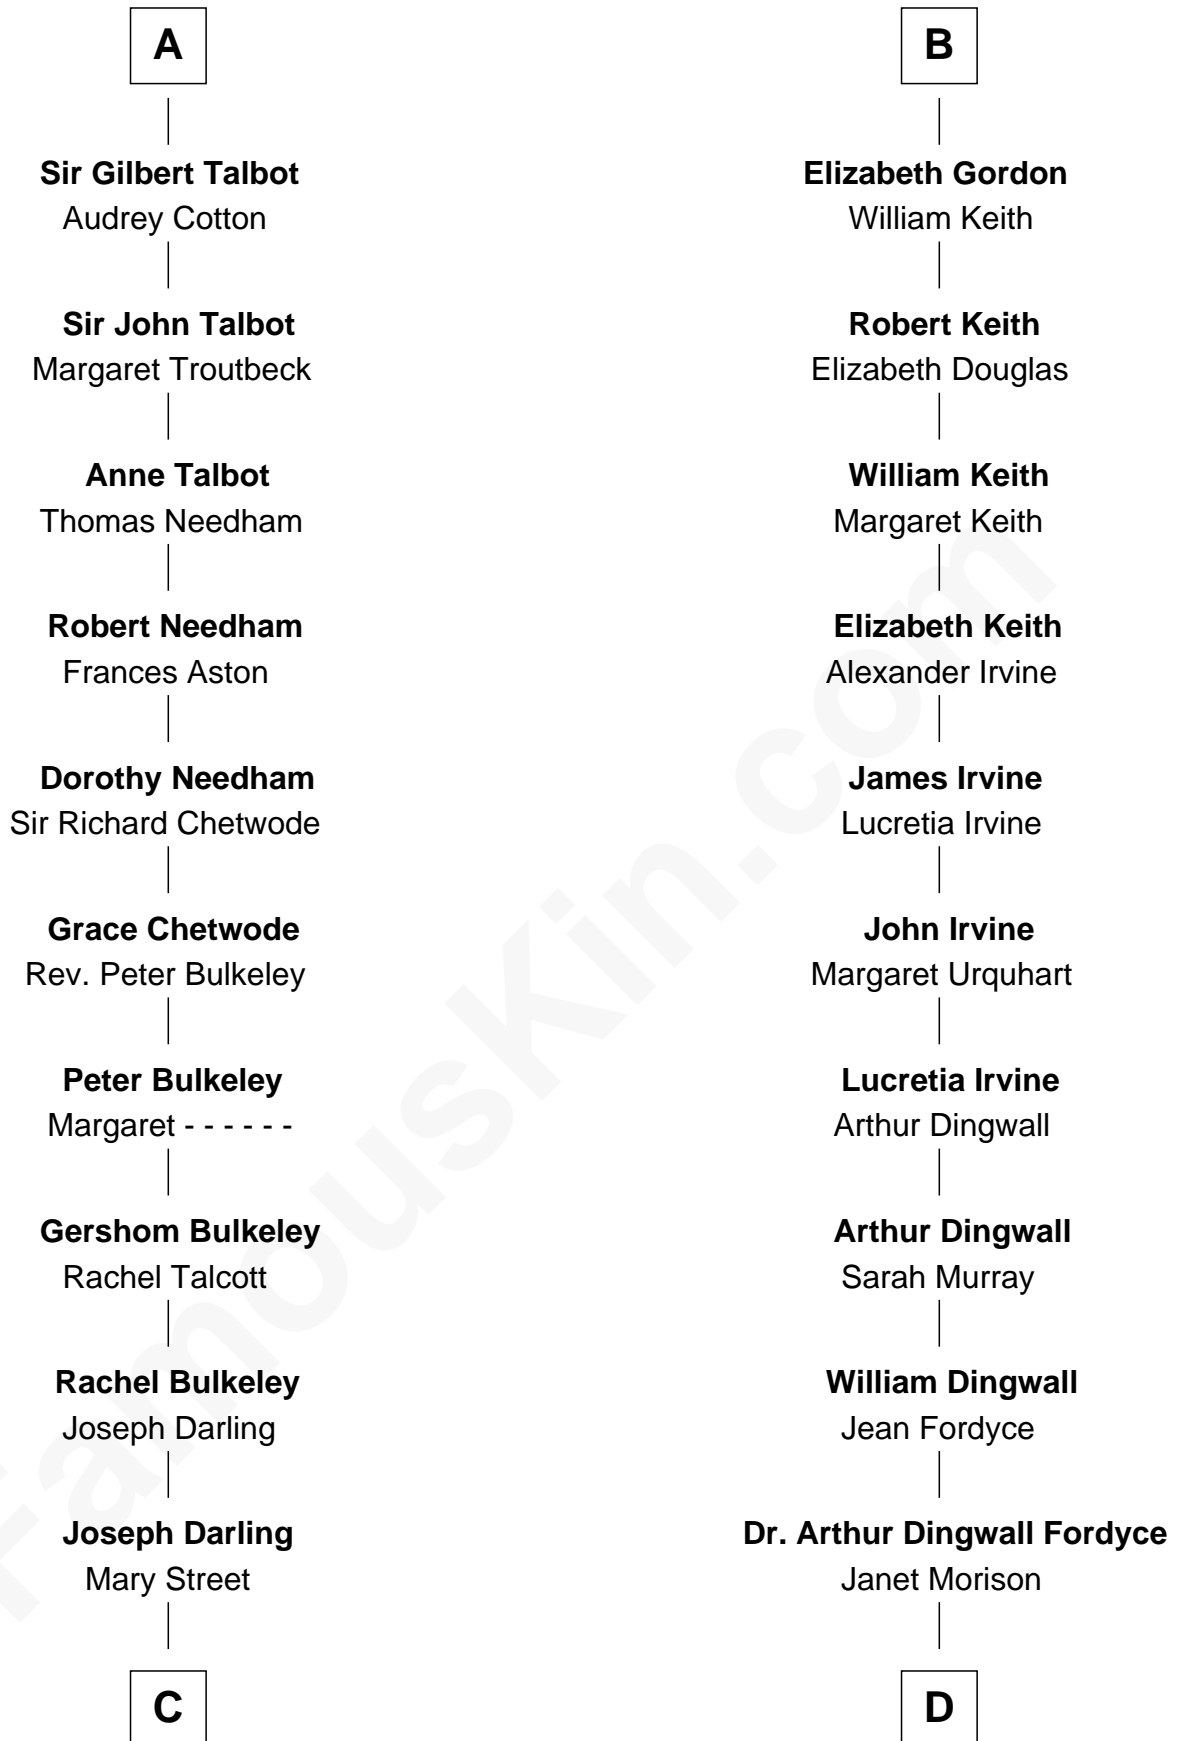 A
Sir Gilbert Talbot
Audrey Cotton
Sir John Talbot
Margaret Troutbeck
Anne Talbot
Thomas Needham
Robert Needham
Frances Aston
Dorothy Needham
Sir Richard Chetwode
Grace Chetwode
Rev. Peter Bulkeley
Peter Bulkeley
Margaret - - - - - -
Gershom Bulkeley
Rachel Talcott
Rachel Bulkeley
Joseph Darling
Joseph Darling
Mary Street
C
B
Elizabeth Gordon
William Keith
Robert Keith
Elizabeth Douglas
William Keith
Margaret Keith
Elizabeth Keith
Alexander Irvine
James Irvine
Lucretia Irvine
John Irvine
Margaret Urquhart
Lucretia Irvine
Arthur Dingwall
Arthur Dingwall
Sarah Murray
William Dingwall
Jean Fordyce
Dr. Arthur Dingwall Fordyce
Janet Morison
D
FamousKin.com